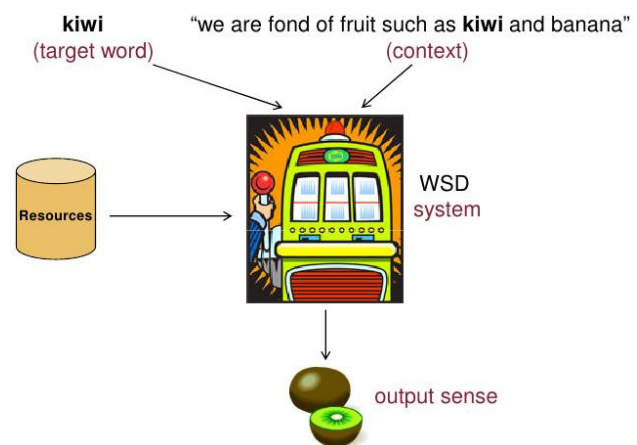 kiwi
(target word)
“we are fond of fruit such as kiwi and banana”
(context)
Resources
WSD
system
output sense